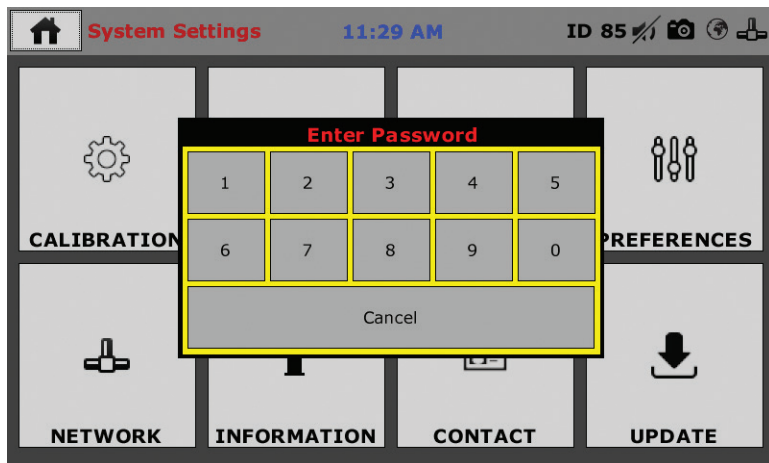 System Settings 11:29 AM ID 85
Enter Password
1 2 3 4 5
CALIBRATION PREFERENCES
6 7 8 9 0
Cancel
NETWORK INFORMATION CONTACT UPDATE